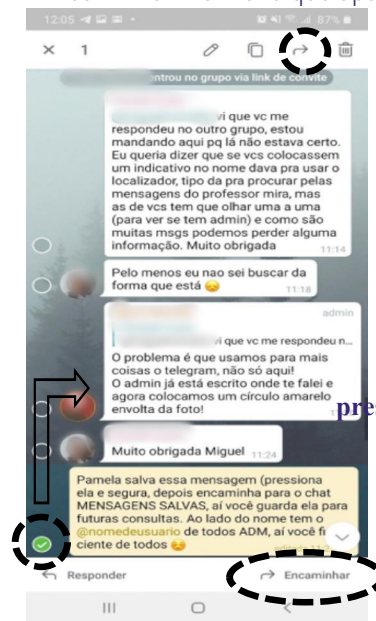 que
12:05
87%
1
entrou no grupo via link de convite
vi que vc me
respondeu no outro grupo, estou
mandando aqui pq lá não estava certo.
Eu queria dizer que se vcs colocassem
um indicativo no nome dava pra usar o
localizador, tipo da pra procurar pelas
mensagens do professor mira, mas
as de vcs tem que olhar uma a uma
(para ver se tem admin) e como são
muitas msgs podemos perder alguma
informação. Muito obrigada 11:14
Pelo menos eu nao sei buscar da
forma que está 11:18
admin
vi que vc me respondeu n...
O problema é que usamos para mais
coisas o telegram, não só aqui!
O admin já está escrito onde te falei e
agora colocamos um círculo amarelo
envolta da foto!
pres
Muito obrigada Miguel 11:24
Pamela salva essa mensagem (pressiona
ela e segura, depois encaminha para o chat
MENSAGENS SALVAS, aí você guarda ela para
futuras consultas. Ao lado do nome tem o
@nomedeusuario de todos ADM, aí você fi
ciente de todos
Responder Encaminhar